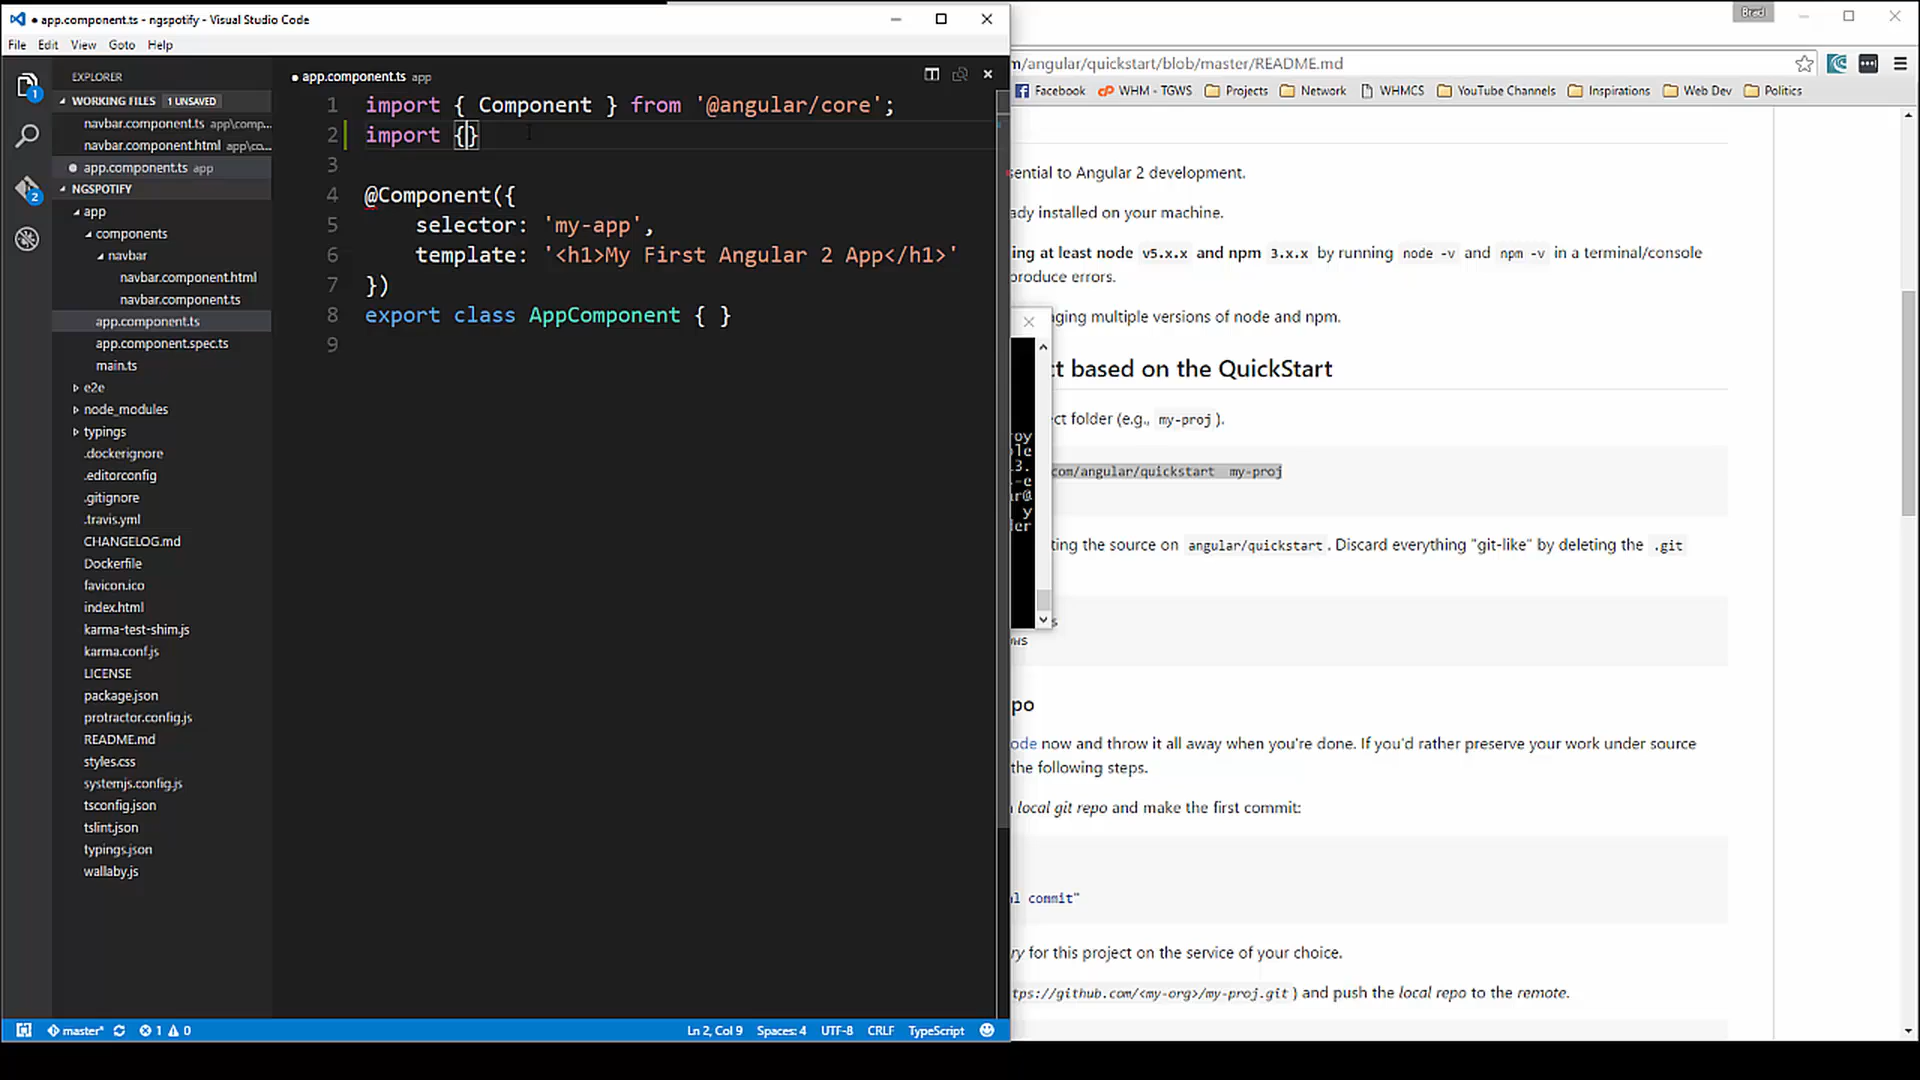 app.component.ts - ngspotify - Visual Studio Code
File Edit View Goto Help
EXPLORER
WORKING FILES 1 UNSAVED
navbar.component.ts app\comp...
navbar.component.html app\co...
app.component.ts app
NGSPOTIFY
app
components
navbar
navbar.component.html
navbar.component.ts
app.component.ts
app.component.spec.ts
main.ts
e2e
node_modules
typings
.dockerignore
.editorconfig
.gitignore
.travis.yml
CHANGELOG.md
Dockerfile
favicon.ico
index.html
karma-test-shim.js
karma.conf.js
LICENSE
package.json
protractor.config.js
README.md
styles.css
systemjs.config.js
tsconfig.json
tslint.json
typings.json
wallaby.js
1
2
app.component.ts app
1 import { Component } from '@angular/core';
2 import {}
3
4 @Component({
5 selector: 'my-app',
6 template: '<h1>My First Angular 2 App</h1>'
7 })
8 export class AppComponent { }
9
master* 1 0 Ln 2, Col 9 Spaces: 4 UTF-8 CRLF TypeScript
Brad
m/angular/quickstart/blob/master/README.md
Facebook WHM - TGWS Projects Network WHMCS YouTube Channels Inspirations Web Dev Politics
sential to Angular 2 development.
ady installed on your machine.
ing at least node v5.x.x and npm 3.x.x by running node -v and npm -v in a terminal/console
produce errors.
aging multiple versions of node and npm.
ct based on the QuickStart
ect folder (e.g., my-proj ).
com/angular/quickstart my-proj
oy
le
3.
-e
r@
y
er
ting the source on angular/quickstart. Discard everything "git-like" by deleting the .git
s
ows
po
ode now and throw it all away when you're done. If you'd rather preserve your work under source
the following steps.
local git repo and make the first commit:
al commit"
ry for this project on the service of your choice.
tps://github.com/<my-org>/my-proj.git ) and push the local repo to the remote.